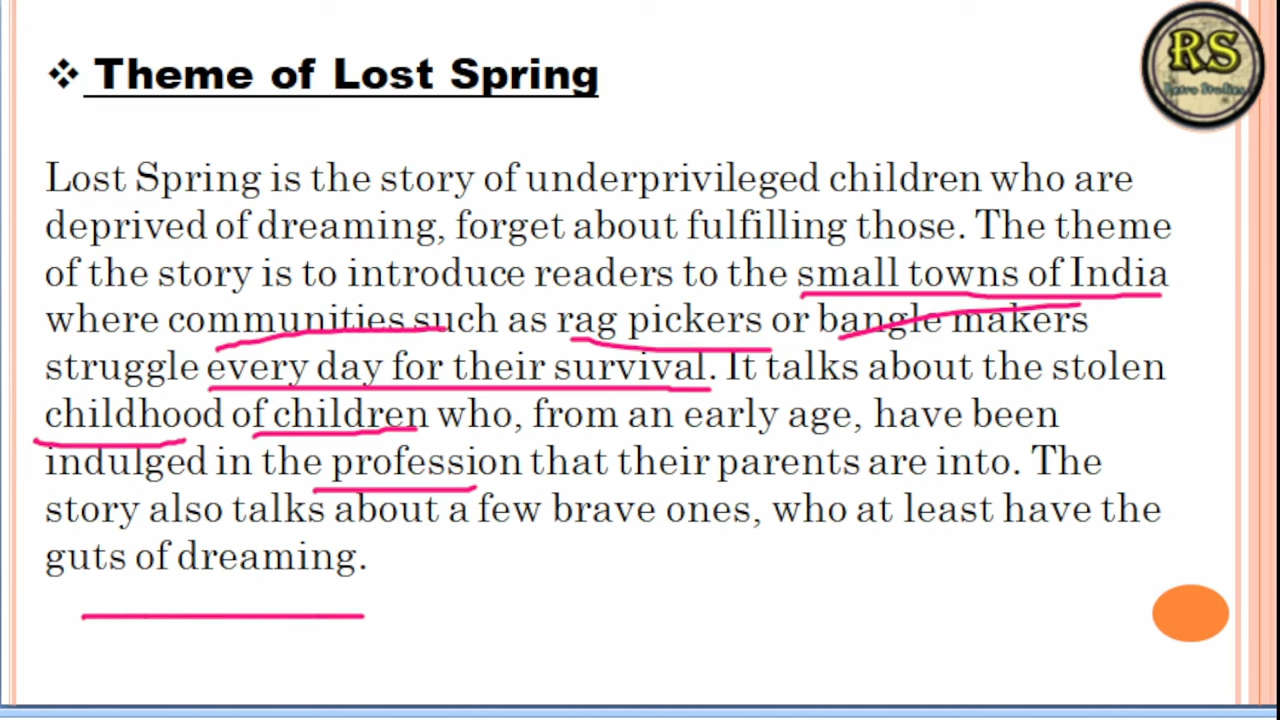 Theme of Lost Spring
RS
Retro Studies
Lost Spring is the story of underprivileged children who are
deprived of dreaming, forget about fulfilling those. The theme
of the story is to introduce readers to the small towns of India
where communities such as rag pickers or bangle makers
struggle every day for their survival. It talks about the stolen
childhood of children who, from an early age, have been
indulged in the profession that their parents are into. The
story also talks about a few brave ones, who at least have the
guts of dreaming.